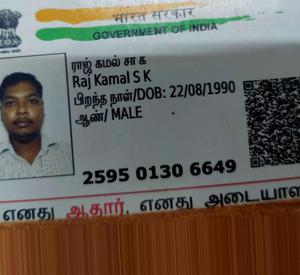 भारत सरकार
GOVERNMENT OF INDIA
ராஜ் கமல் சா க
Raj Kamal S K
பிறந்த நாள்/DOB: 22/08/1990
ஆண்/ MALE
2595 0130 6649
எனது ஆதார், எனது அடையா